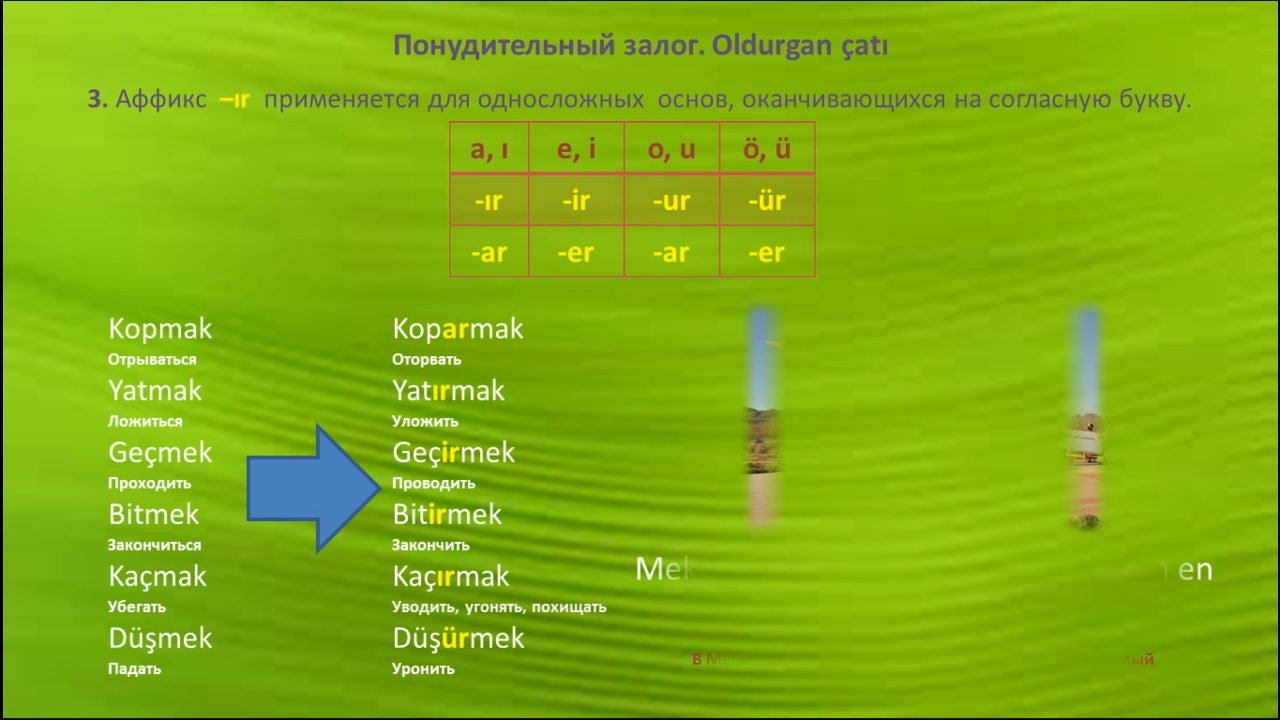 Понудительный залог. Oldurgan çatı
3. Аффикс –ır применяется для односложных основ, оканчивающихся на согласную букву.
a, ı e, i o, u ö, ü
-ır -ir -ur -ür
-ar -er -ar -er
Kopmak Koparmak
Отрываться Оторвать
Yatmak Yatırmak
Ложиться Уложить
Geçmek Geçirmek
Проходить Проводить
Bitmek Bitirmek
Закончиться Закончить
Kaçmak Kaçırmak
Убегать Уводить, угонять, похищать
Düşmek Düşürmek
Падать Уронить
en
В